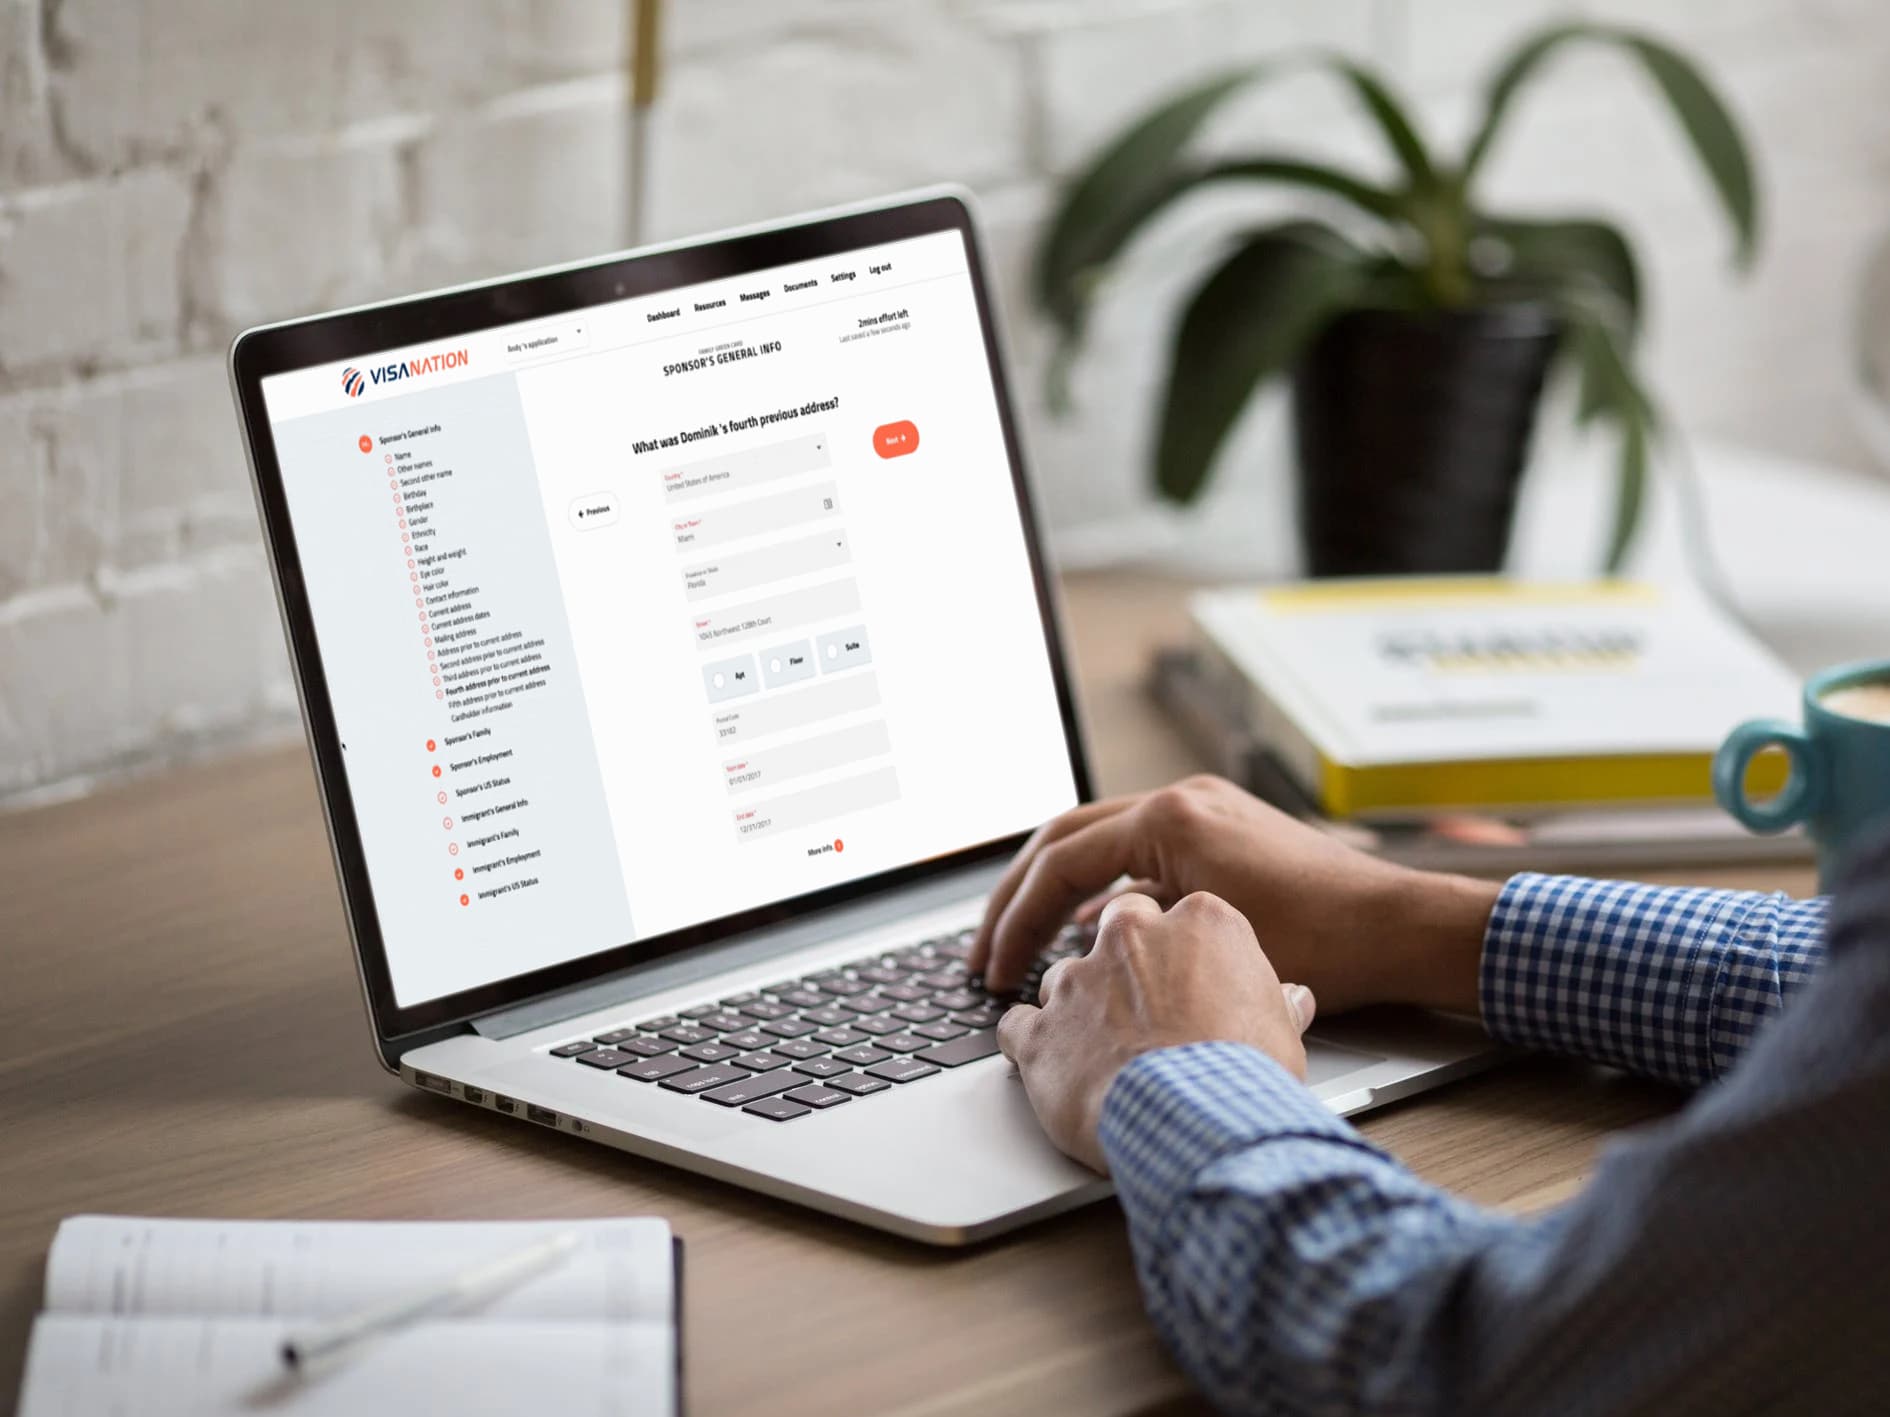 Dashboard
Resources
Messages
Documents
Settings
Log out
VISANATION
Andy 's application
FAMILY GREEN CARD
SPONSOR'S GENERAL INFO
2mins effort left
Last saved a few seconds ago
Sponsor's General Info
Name
Other names
Second other name
Birthday
Birthplace
Gender
Ethnicity
Race
Height and weight
Eye color
Hair color
Contact information
Current address
Current address dates
Mailing address
Address prior to current address
Second address prior to current address
Third address prior to current address
Fourth address prior to current address
Fifth address prior to current address
Cardholder information
Sponsor's Family
Sponsor's Employment
Sponsor's US Status
Immigrant's General Info
Immigrant's Family
Immigrant's Employment
Immigrant's US Status
What was Dominik 's fourth previous address?
Previous
Next
Country *
United States of America
City or Town *
Miami
Province or State
Florida
Street *
1045 Northwest 128th Court
Apt
Floor
Suite
Postal Code
33182
Start date *
01/01/2017
End date *
12/31/2017
More info